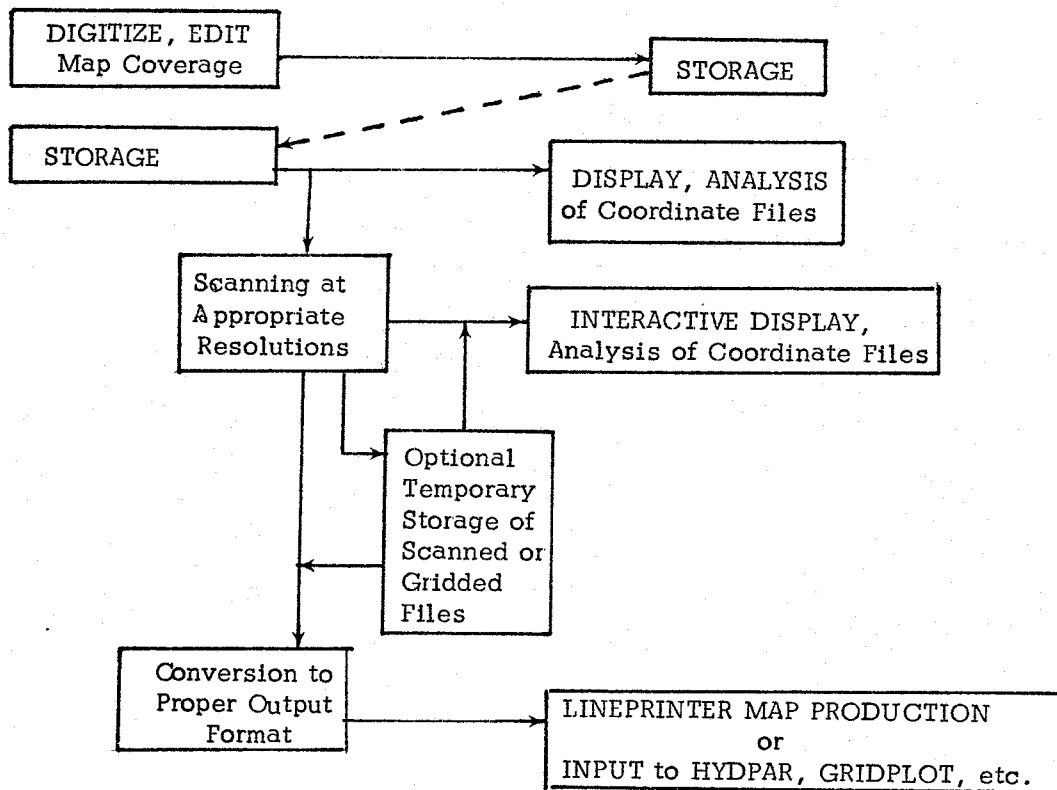 DIGITIZE, EDIT
Map Coverage
STORAGE
STORAGE
DISPLAY, ANALYSIS
of Coordinate Files
Scanning at
Appropriate
Resolutions
INTERACTIVE DISPLAY,
Analysis of Coordinate Files
Optional
Temporary
Storage of
Scanned or
Gridded
Files
Conversion to
Proper Output
Format
LINEPRINTER MAP PRODUCTION
or
INPUT to HYDPAR, GRIDPLOT, etc.